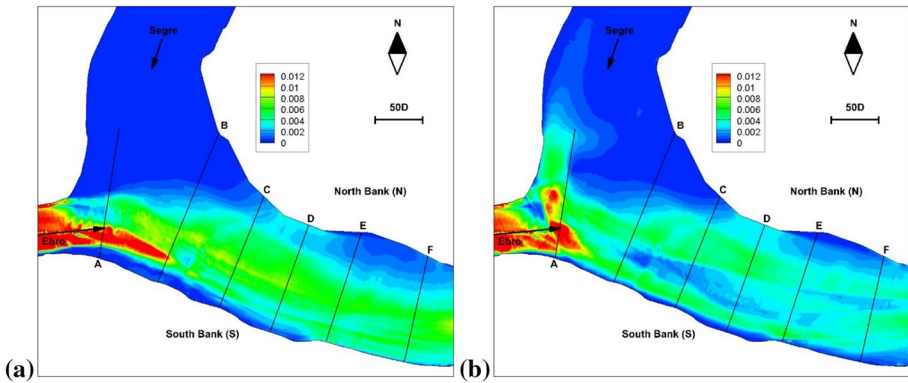 Segre
N
0.012
0.010
0.008
0.006
0.004
0.002
0
50D
B
C
North Bank (N)
D
E
F
Ebro
A
South Bank (S)
(a)
Segre
N
0.012
0.010
0.008
0.006
0.004
0.002
0
50D
B
C
North Bank (N)
D
E
F
Ebro
A
South Bank (S)
(b)